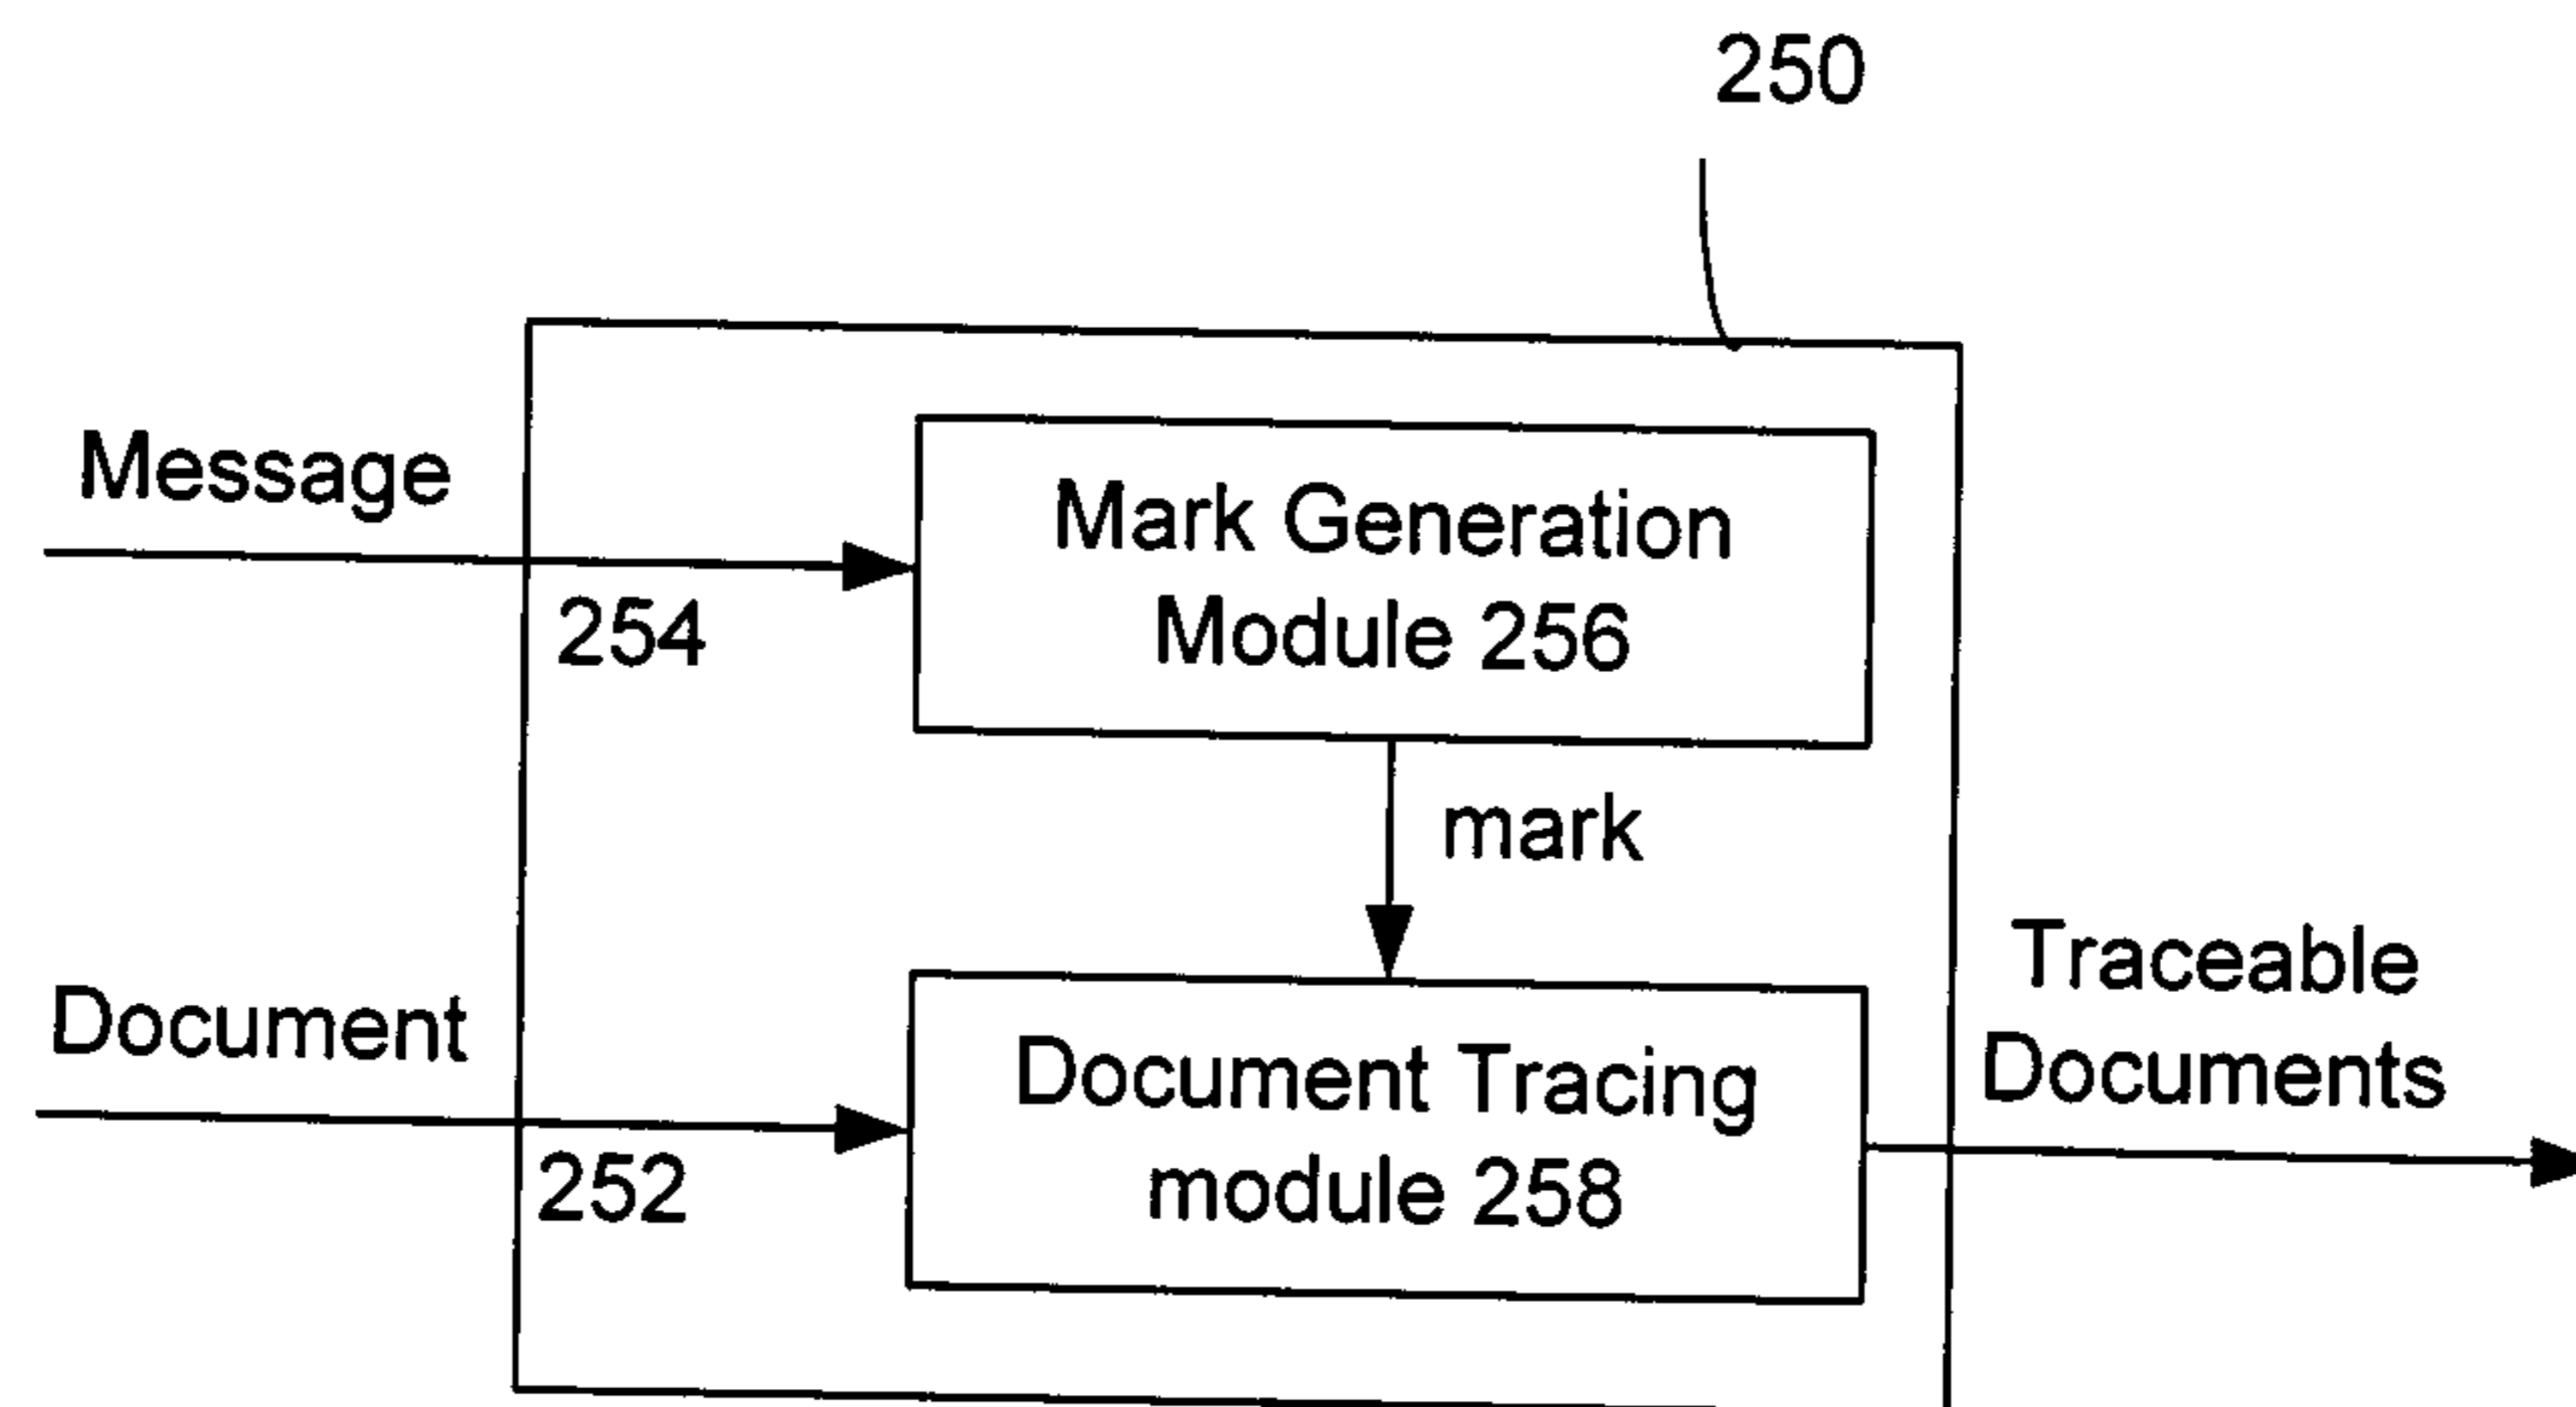 250
Message
254
Mark Generation
Module 256
mark
Document
252
Document Tracing
module 258
Traceable
Documents